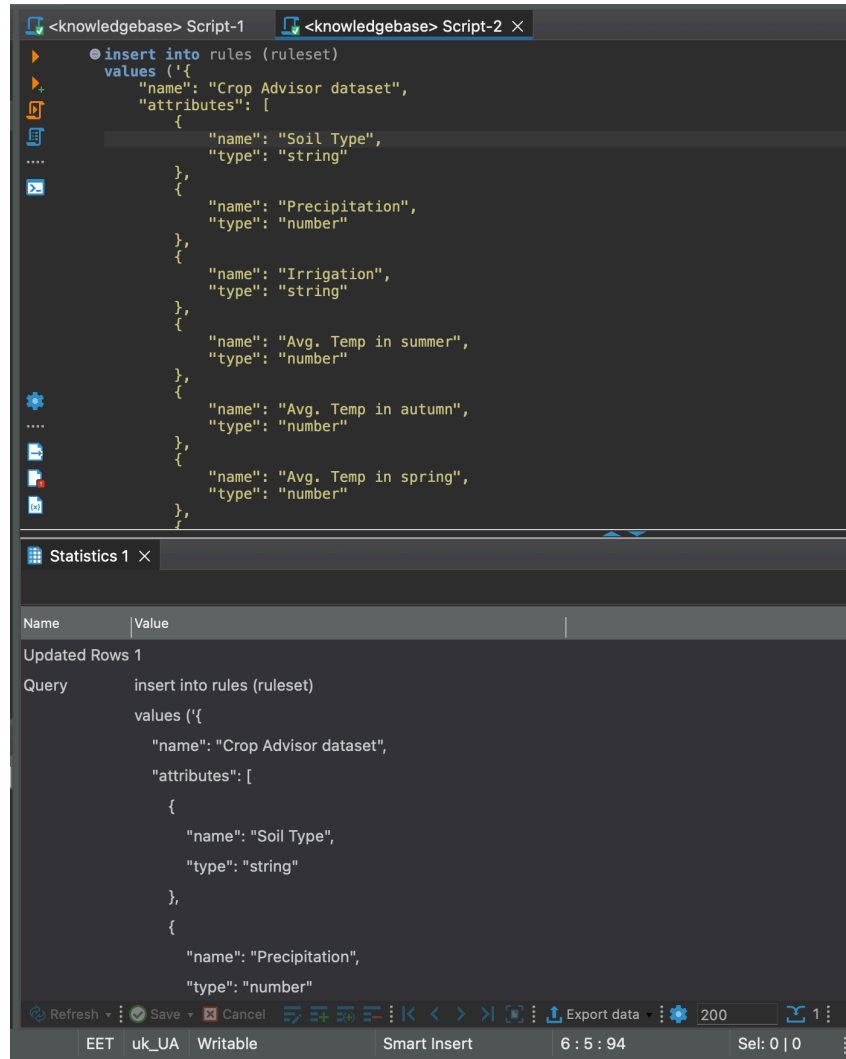 <knowledgebase> Script-1
<knowledgebase> Script-2
insert into rules (ruleset)
values ('{
"name": "Crop Advisor dataset",
"attributes": [
{
"name": "Soil Type",
"type": "string"
},
{
"name": "Precipitation",
"type": "number"
},
{
"name": "Irrigation",
"type": "string"
},
{
"name": "Avg. Temp in summer",
"type": "number"
},
{
"name": "Avg. Temp in autumn",
"type": "number"
},
{
"name": "Avg. Temp in spring",
"type": "number"
},
{
Statistics 1
Name Value
Updated Rows 1
Query insert into rules (ruleset)
values ('{
"name": "Crop Advisor dataset",
"attributes": [
{
"name": "Soil Type",
"type": "string"
},
{
"name": "Precipitation",
"type": "number"
Refresh Save Cancel Export data 200 1
EET uk_UA Writable Smart Insert 6 : 5 : 94 Sel: 0 | 0